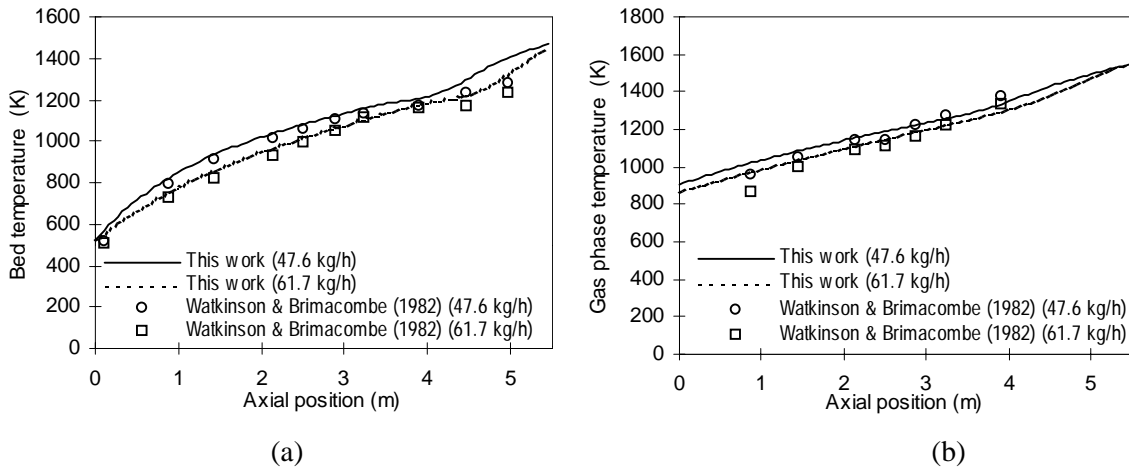 1600
1400
1200
1000
800
600
400
200
0
Bed temperature (K)
This work (47.6 kg/h)
This work (61.7 kg/h)
Watkinson & Brimacombe (1982) (47.6 kg/h)
Watkinson & Brimacombe (1982) (61.7 kg/h)
0 1 2 3 4 5
Axial position (m)
(a)
1800
1600
1400
1200
1000
800
600
400
200
0
Gas phase temperature (K)
This work (47.6 kg/h)
This work (61.7 kg/h)
Watkinson & Brimacombe (1982) 47.6 kg/h)
Watkinson & Brimacombe (1982) (61.7 kg/h)
0 1 2 3 4 5
Axial position (m)
(b)